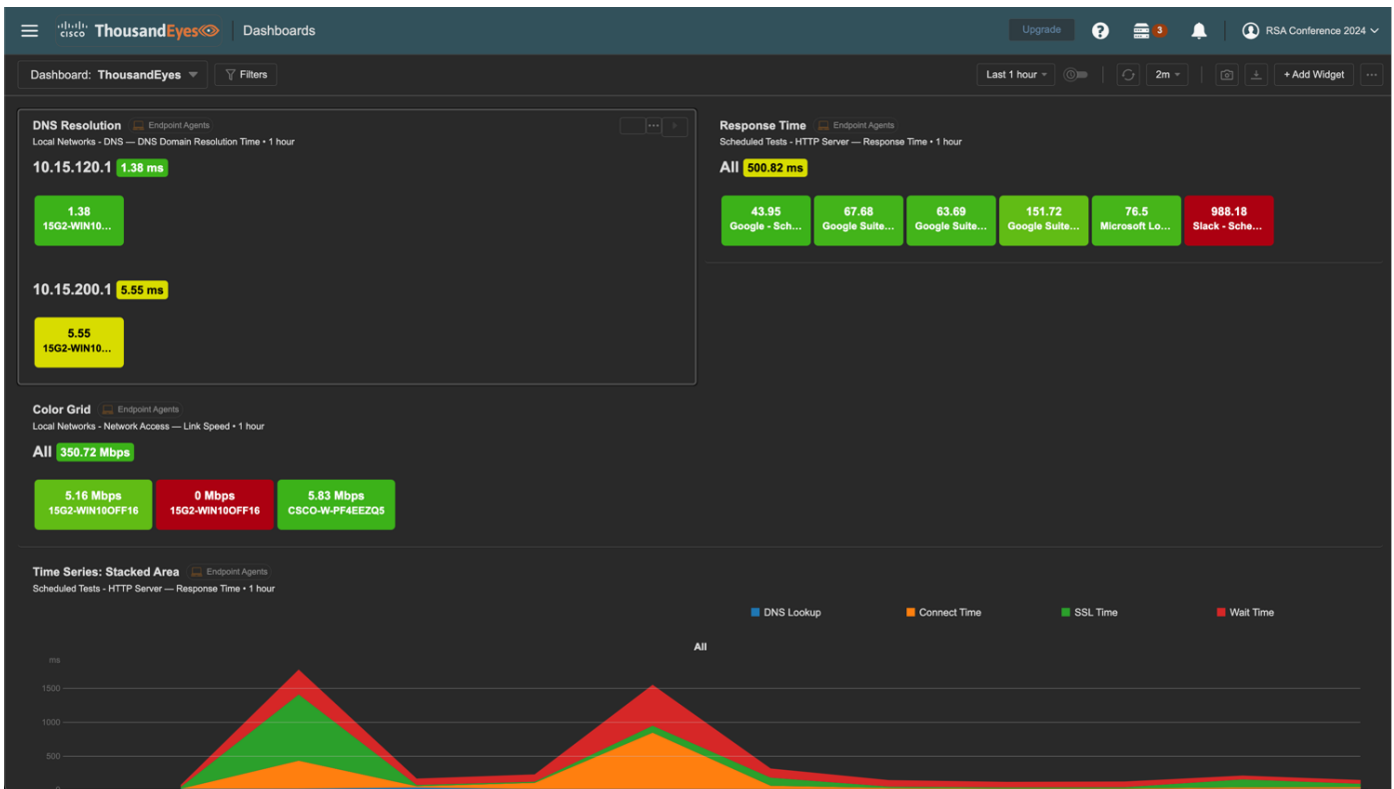 CISCO ThousandEyes Dashboards Upgrade ? 3 RSA Conference 2024
Dashboard: ThousandEyes Filters Last 1 hour 2m + Add Widget ...
DNS Resolution Endpoint Agents
Local Networks - DNS — DNS Domain Resolution Time • 1 hour
10.15.120.1 1.38 ms
1.38
15G2-WIN10...
10.15.200.1 5.55 ms
5.55
15G2-WIN10...
Response Time Endpoint Agents
Scheduled Tests - HTTP Server — Response Time • 1 hour
All 500.82 ms
43.95 67.68 63.69 151.72 76.5 988.18
Google - Sch... Google Suite... Google Suite... Google Suite... Microsoft Lo... Slack - Sche...
Color Grid Endpoint Agents
Local Networks - Network Access — Link Speed • 1 hour
All 350.72 Mbps
5.16 Mbps 0 Mbps 5.83 Mbps
15G2-WIN10OFF16 15G2-WIN10OFF16 CSCO-W-PF4EEZQ5
Time Series: Stacked Area Endpoint Agents
Scheduled Tests - HTTP Server — Response Time • 1 hour
DNS Lookup Connect Time SSL Time Wait Time
All
ms
1500
1000
500
0